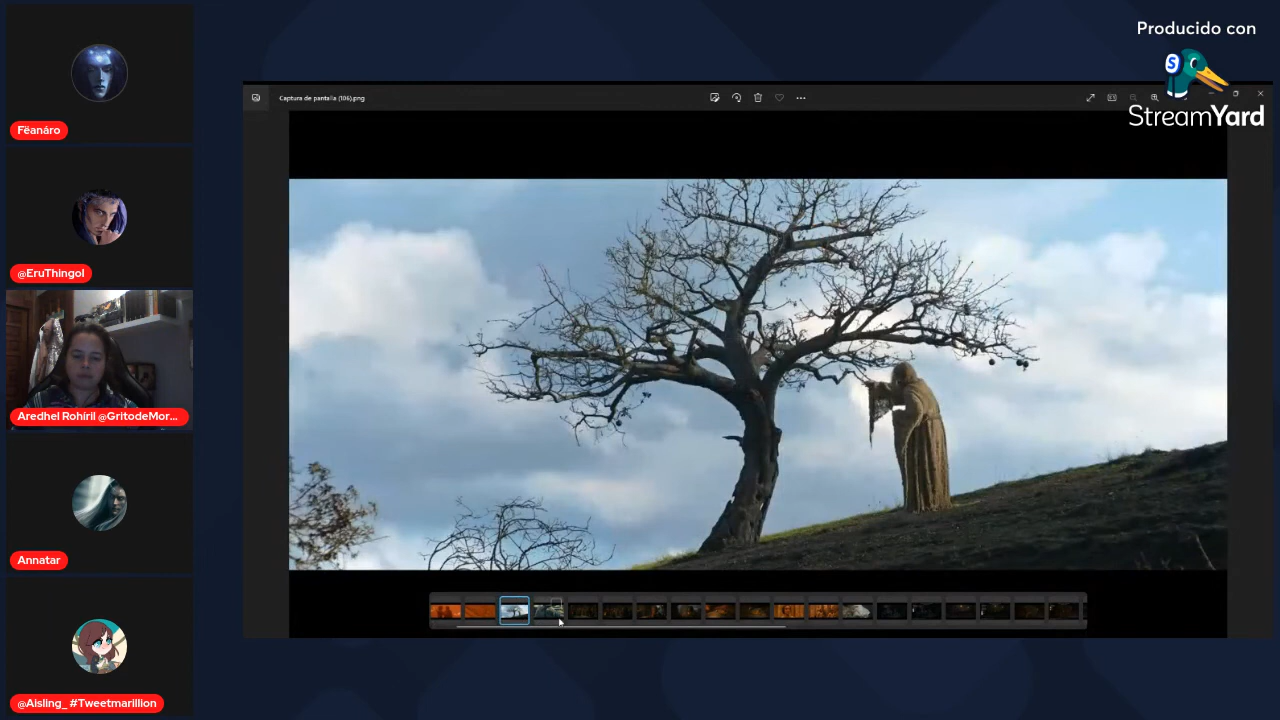 Producido con
StreamYard
S
Captura de pantalla (106).png
Fëanáro
@EruThingol
Aredhel Rohíril @GritodeMor...
Annatar
@Aisling_ #Tweetmarillion